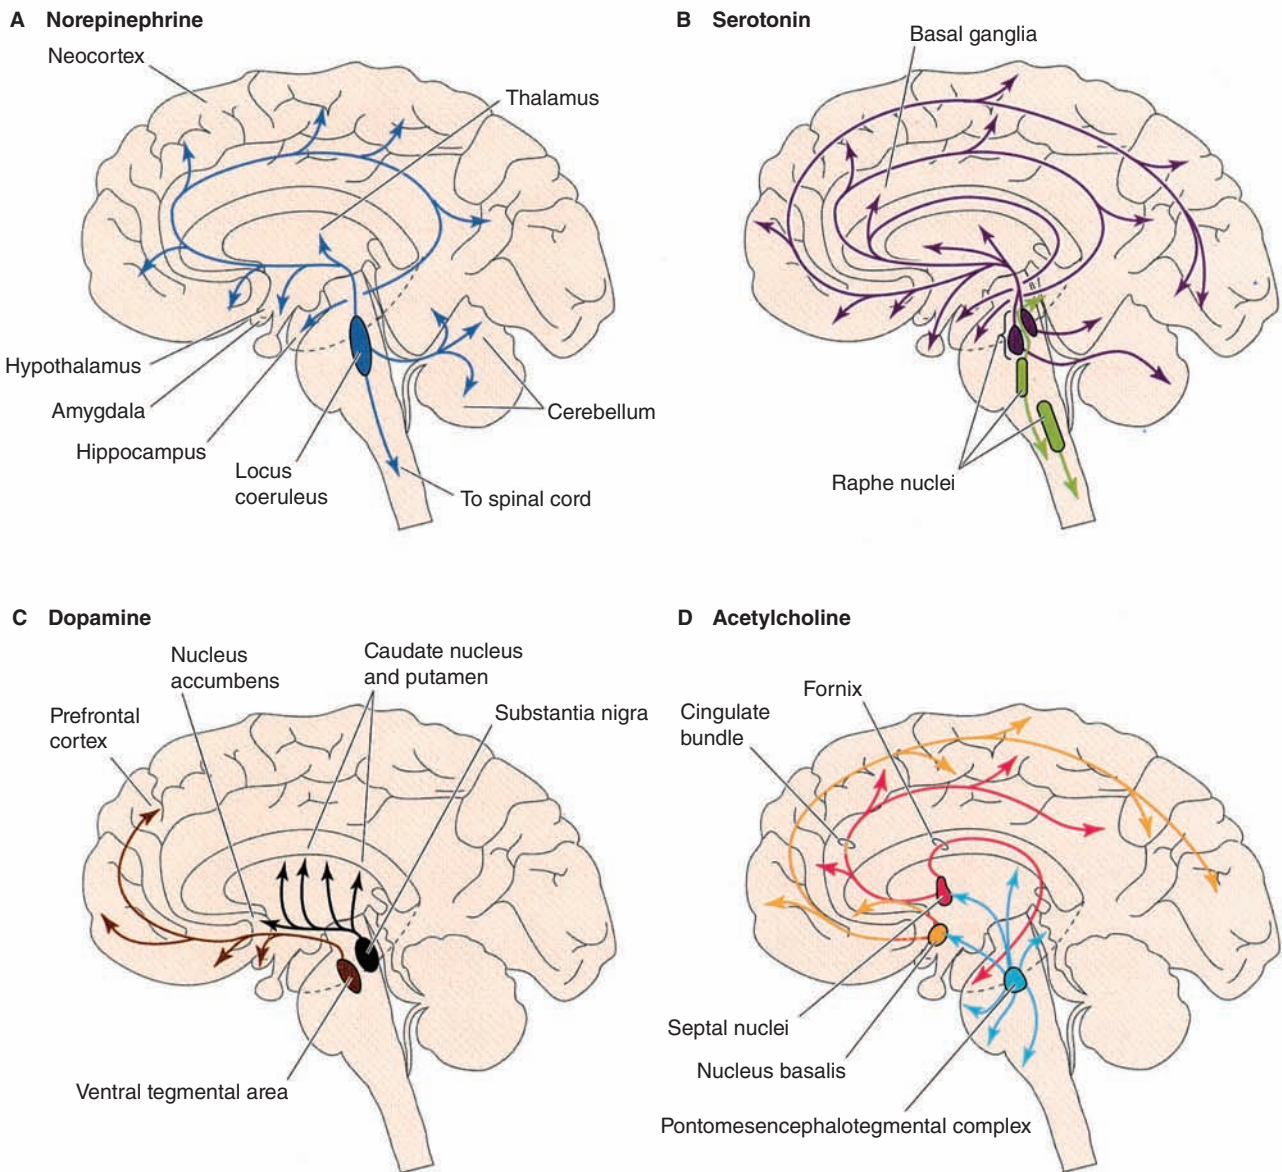 A Norepinephrine
Neocortex
Thalamus
Hypothalamus
Amygdala
Hippocampus
Locus
coeruleus
Cerebellum
To spinal cord
B Serotonin
Basal ganglia
Raphe nuclei
C Dopamine
Nucleus
accumbens
Caudate nucleus
and putamen
Prefrontal
cortex
Substantia nigra
Ventral tegmental area
D Acetylcholine
Fornix
Cingulate
bundle
Septal nuclei
Nucleus basalis
Pontomesencephalotegmental complex